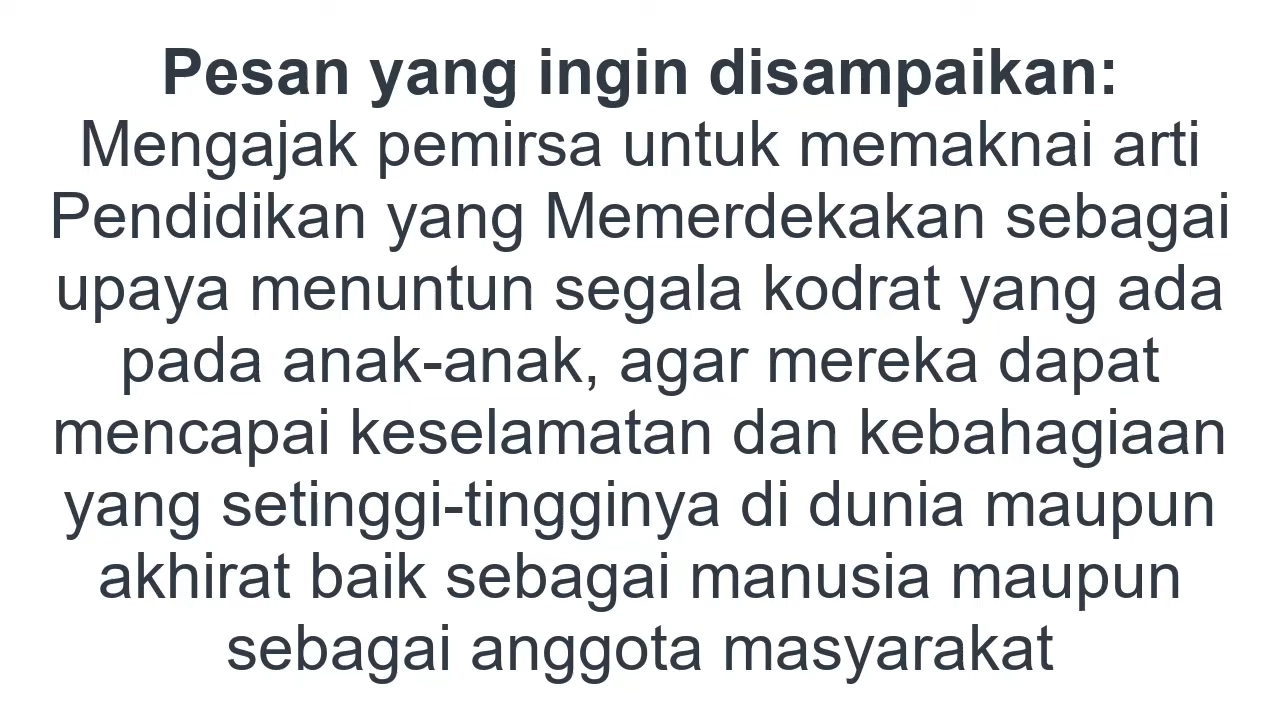 Pesan yang ingin disampaikan:
Mengajak pemirsa untuk memaknai arti
Pendidikan yang Memerdekakan sebagai
upaya menuntun segala kodrat yang ada
pada anak-anak, agar mereka dapat
mencapai keselamatan dan kebahagiaan
yang setinggi-tingginya di dunia maupun
akhirat baik sebagai manusia maupun
sebagai anggota masyarakat